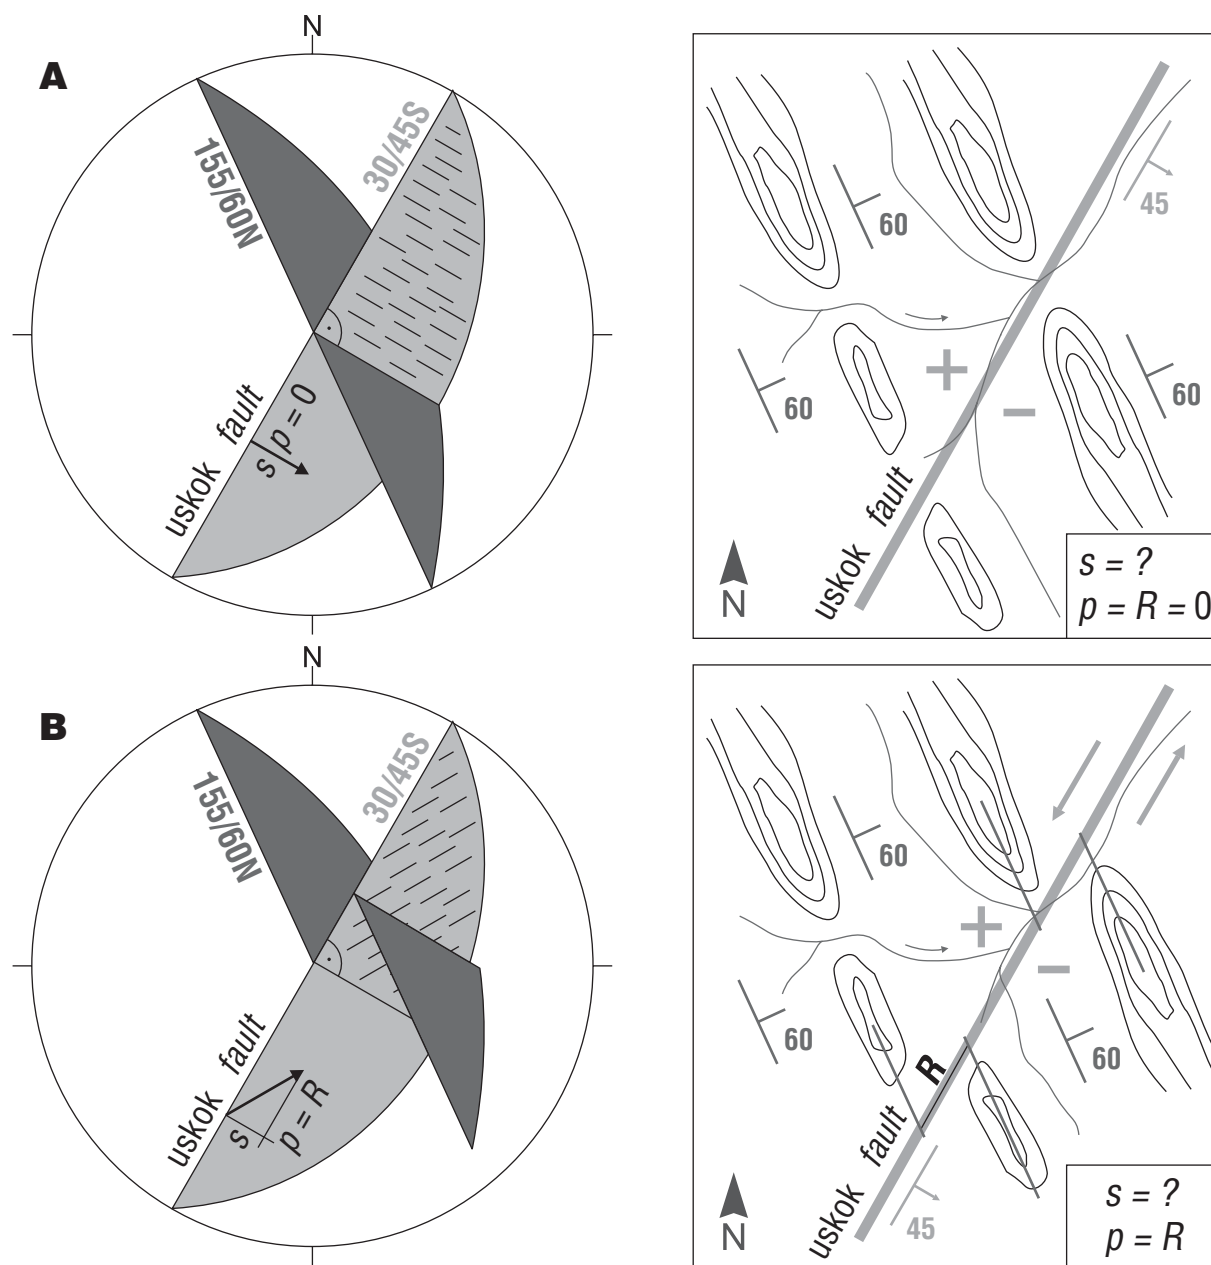 N
A
155/60N
30/45S
uskok fault
s p = 0
60
45
60
60
+
−
uskok fault
N
s = ?
p = R = 0
N
B
155/60N
30/45S
uskok fault
s p = R
60
+
−
60
60
R
uskok fault
45
N
s = ?
p = R